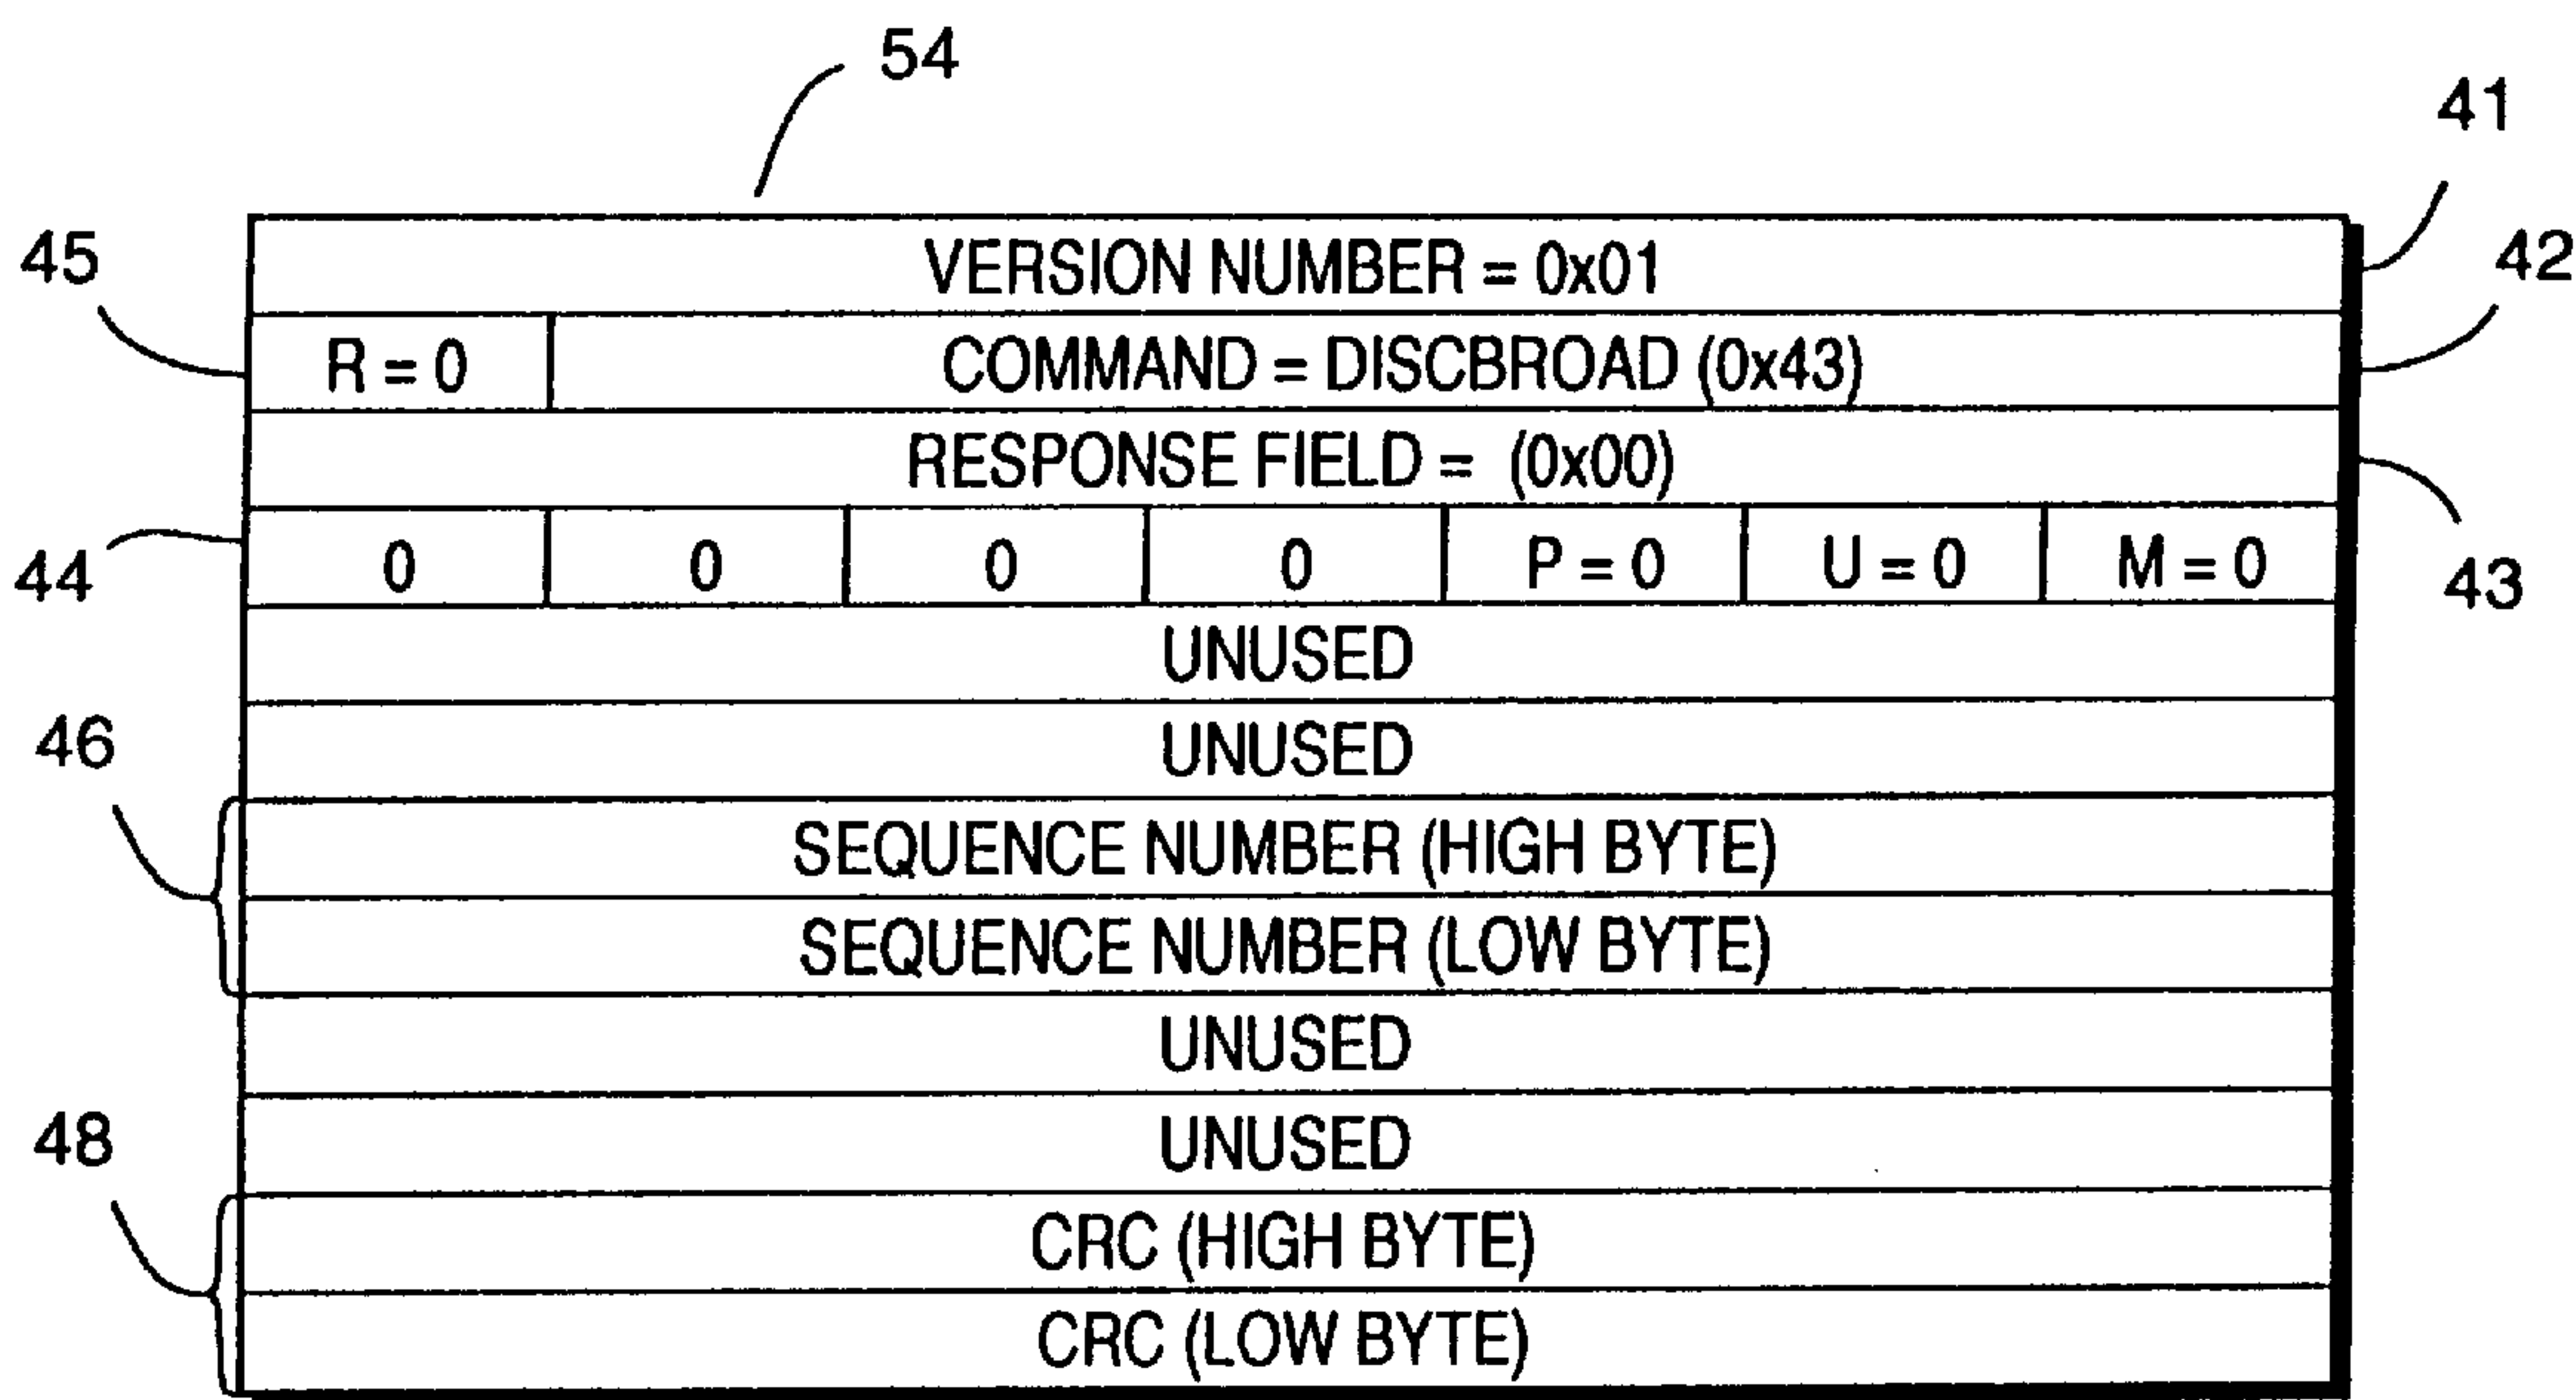 54
41
45
VERSION NUMBER = 0x01
42
R = 0 COMMAND = DISCBROAD (0x43)
RESPONSE FIELD = (0x00)
44
0 0 0 0 P = 0 U = 0 M = 0
43
UNUSED
46
UNUSED
SEQUENCE NUMBER (HIGH BYTE)
SEQUENCE NUMBER (LOW BYTE)
UNUSED
48
UNUSED
CRC (HIGH BYTE)
CRC (LOW BYTE)